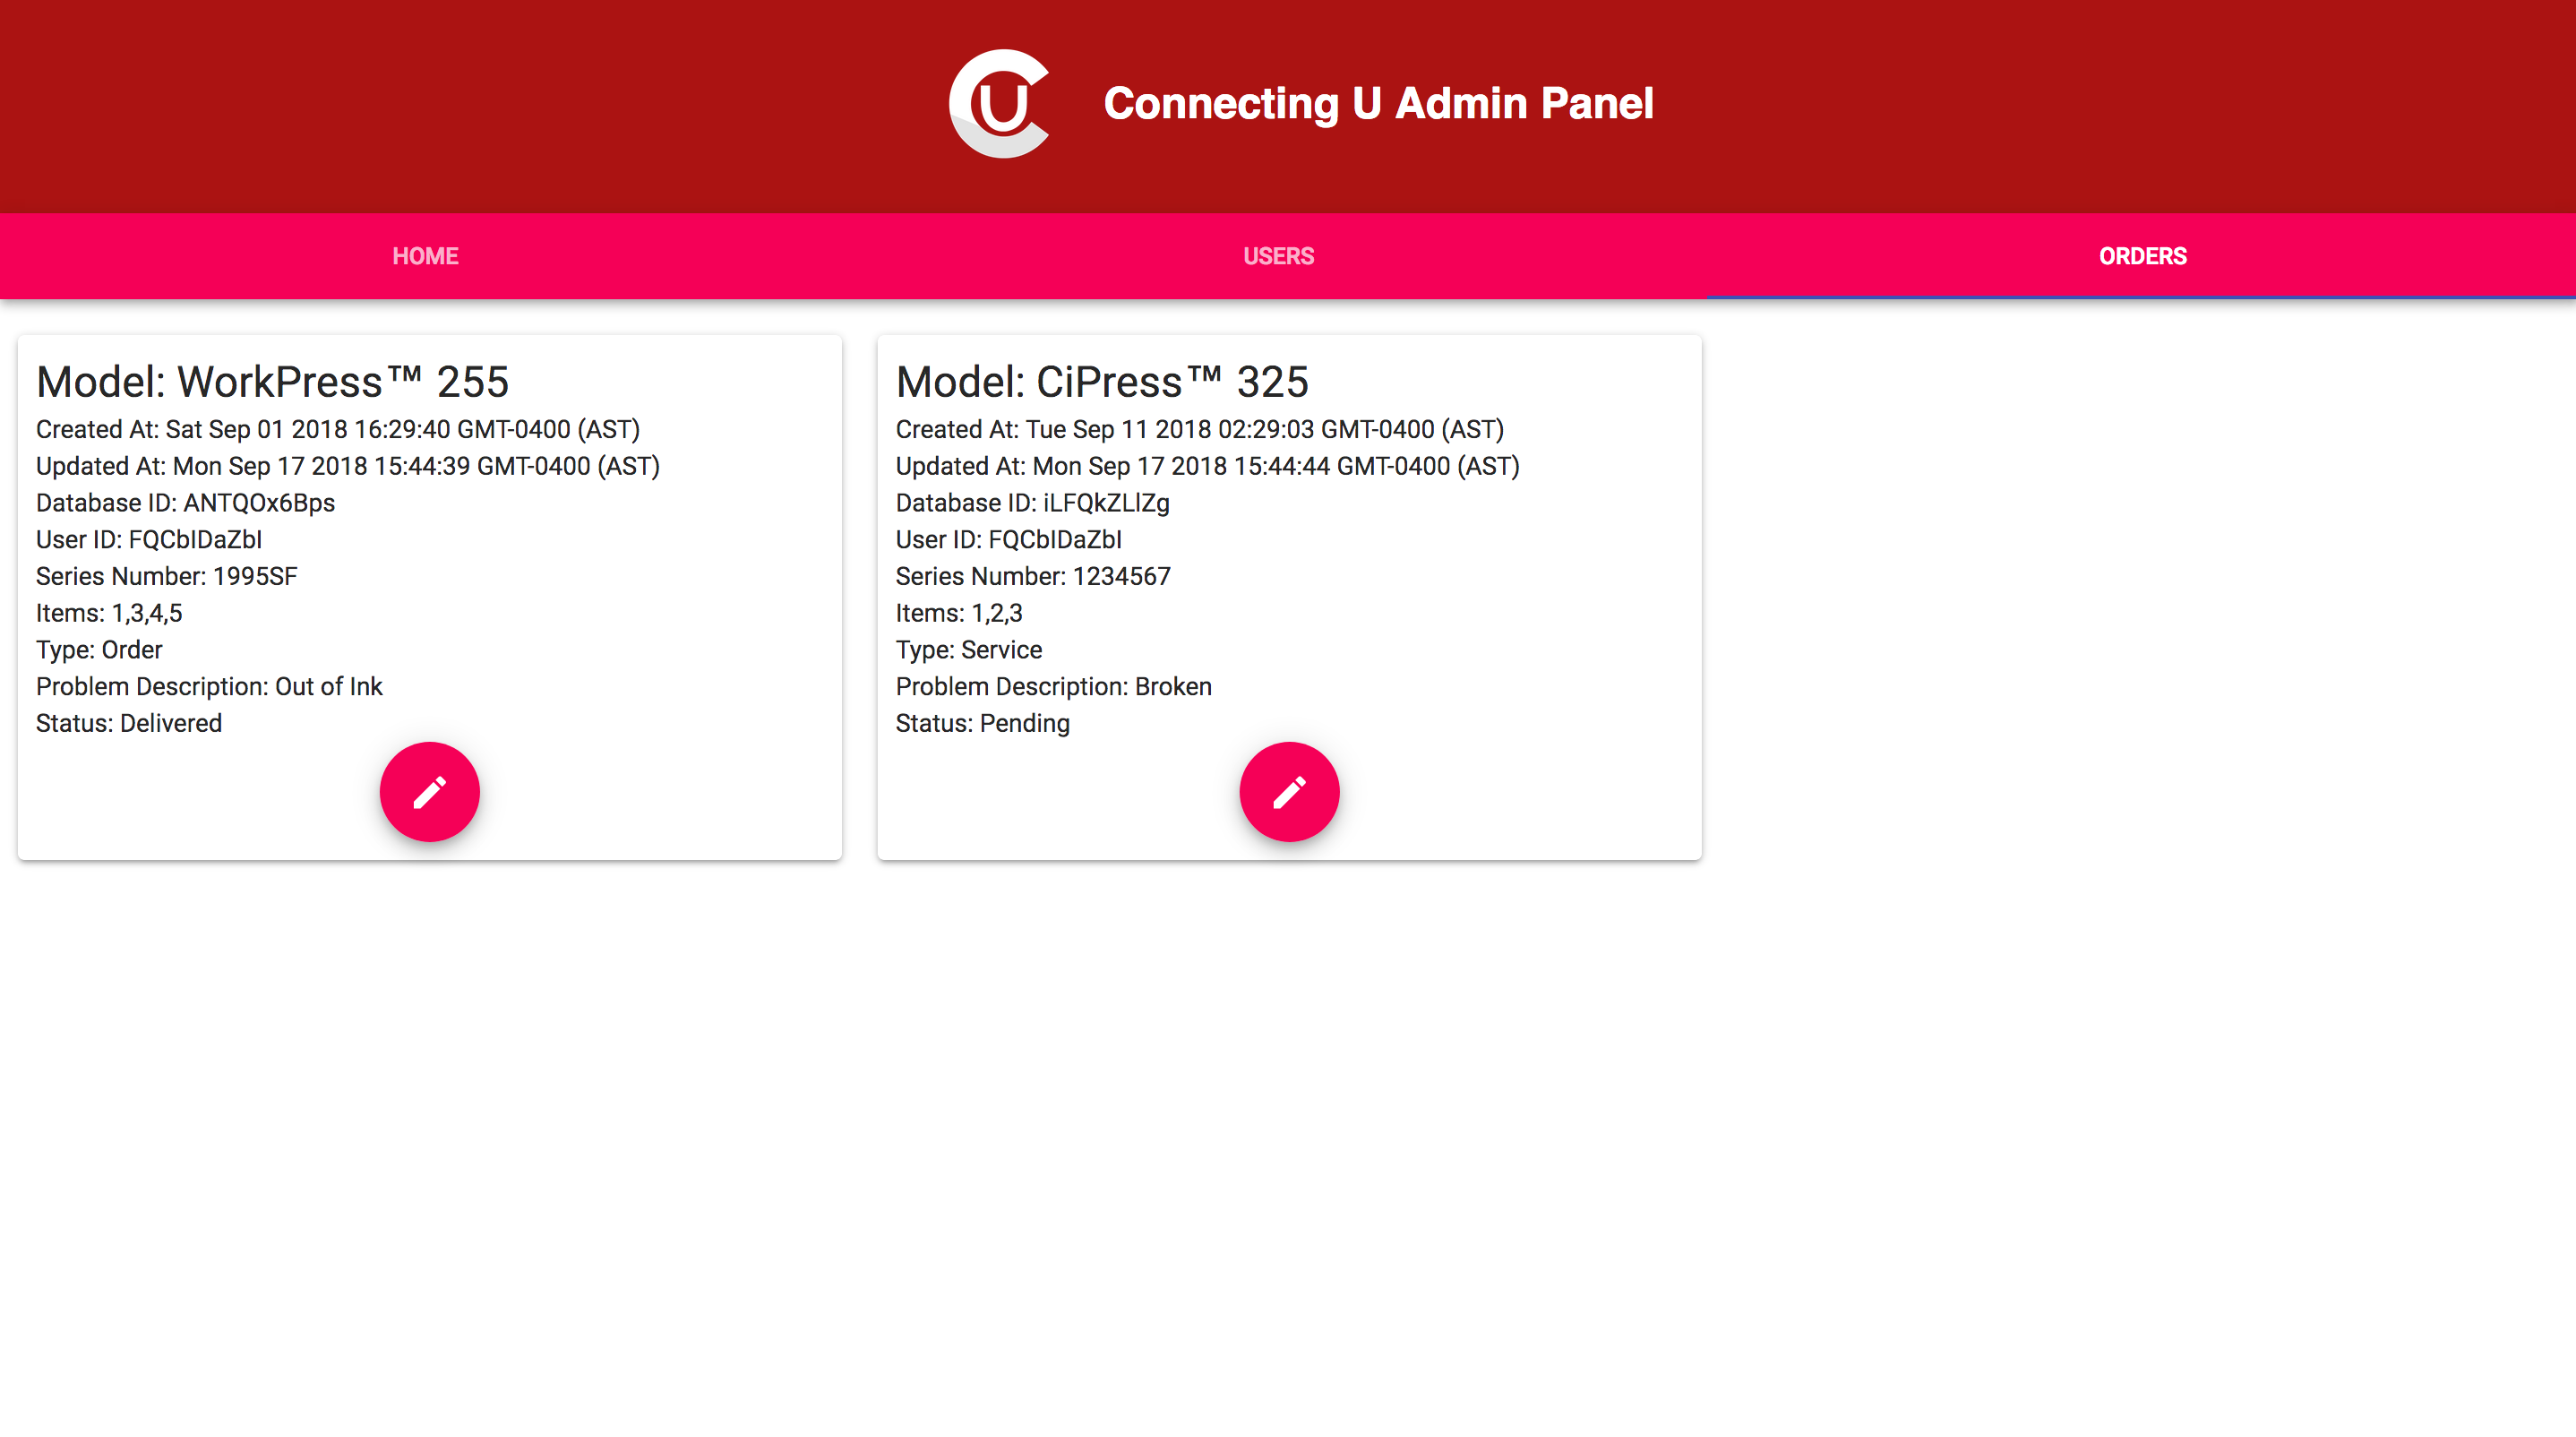 CU
Connecting U Admin Panel
HOME
USERS
ORDERS
Model: WorkPress™ 255
Created At: Sat Sep 01 2018 16:29:40 GMT-0400 (AST)
Updated At: Mon Sep 17 2018 15:44:39 GMT-0400 (AST)
Database ID: ANTQOx6Bps
User ID: FQCbIDaZbI
Series Number: 1995SF
Items: 1,3,4,5
Type: Order
Problem Description: Out of Ink
Status: Delivered
Model: CiPress™ 325
Created At: Tue Sep 11 2018 02:29:03 GMT-0400 (AST)
Updated At: Mon Sep 17 2018 15:44:44 GMT-0400 (AST)
Database ID: iLFQkZLlZg
User ID: FQCbIDaZbI
Series Number: 1234567
Items: 1,2,3
Type: Service
Problem Description: Broken
Status: Pending